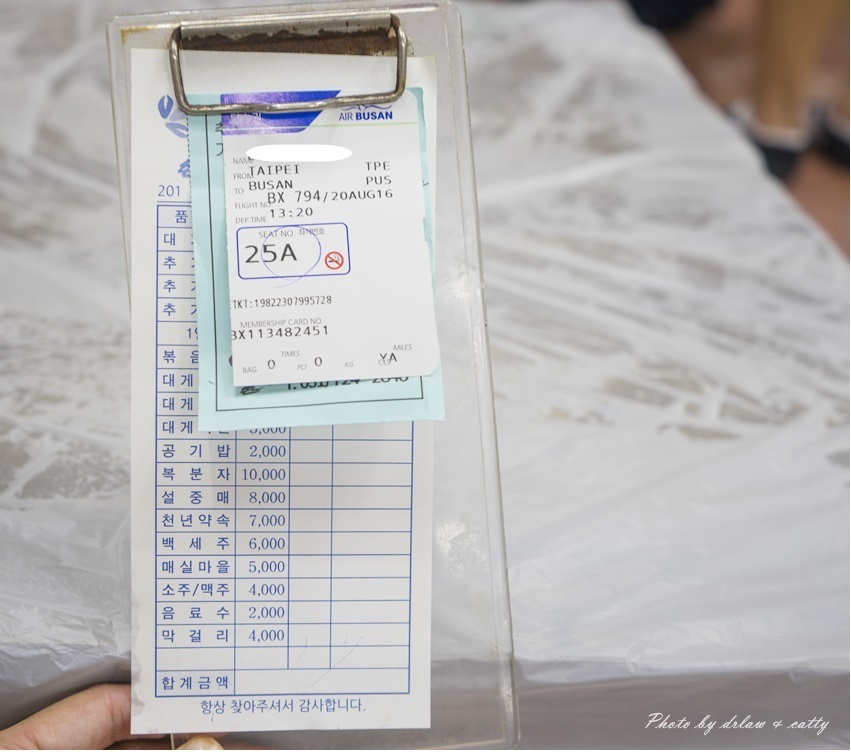 AIR BUSAN
NAME
FROM TAIPEI TPE
TO BUSAN PUS
FLIGHT NO. BX 794/20AUG16
DEP.TIME 13:20
SEAT NO. 좌석번호
25A
TKT:19822307995728
MEMBERSHIP CARD NO.
BX113482451
TIMES MILES
BAG 0 PCT 0 KG YA
201
품
대
추
추
추
볶 음
대 게
대 게
대 게 5,000
공 기 밥 2,000
복 분 자 10,000
설 중 매 8,000
천년약속 7,000
백 세 주 6,000
매실마을 5,000
소주/맥주 4,000
음 료 수 2,000
막 걸 리 4,000
합계금액
항상 찾아주셔서 감사합니다.
Photo by drlaw & catty